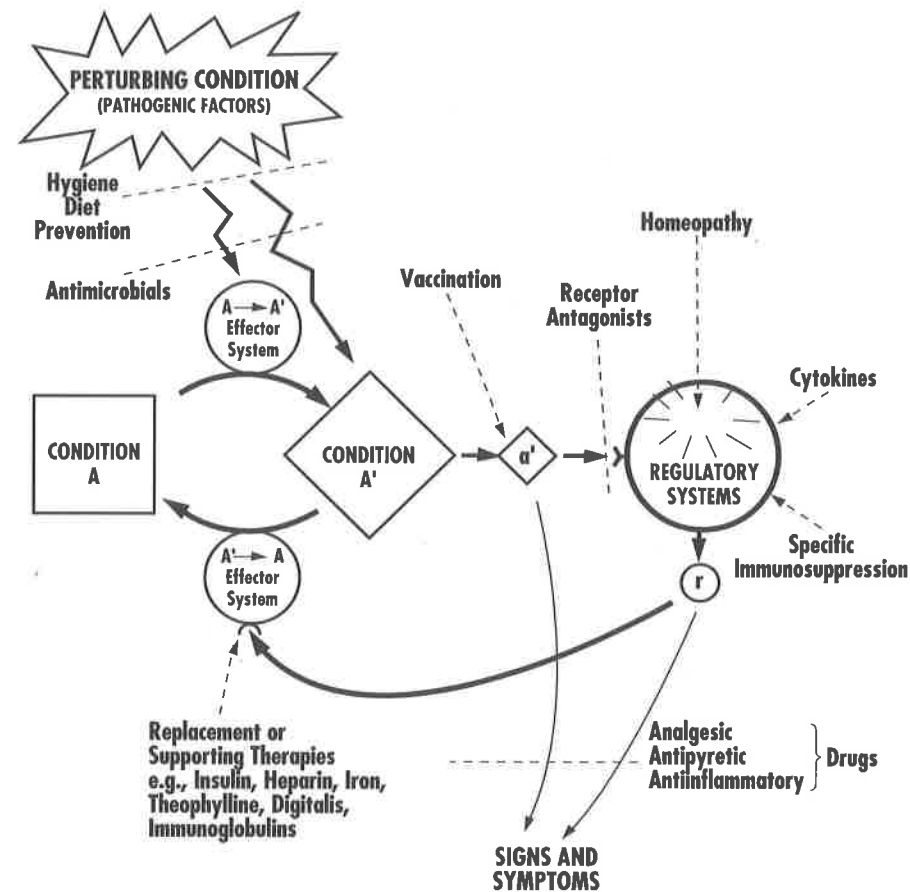 PERTURBING CONDITION
(PATHOGENIC FACTORS)
Hygiene
Diet
Prevention
Antimicrobials
A → A'
Effector
System
Vaccination
Receptor
Antagonists
Homeopathy
Cytokines
CONDITION
A
CONDITION
A'
α'
REGULATORY
SYSTEMS
Specific
Immunosuppression
A' → A
Effector
System
r
Replacement or
Supporting Therapies
e.g., Insulin, Heparin, Iron,
Theophylline, Digitalis,
Immunoglobulins
Analgesic
Antipyretic
Antiinflammatory
Drugs
SIGNS AND
SYMPTOMS